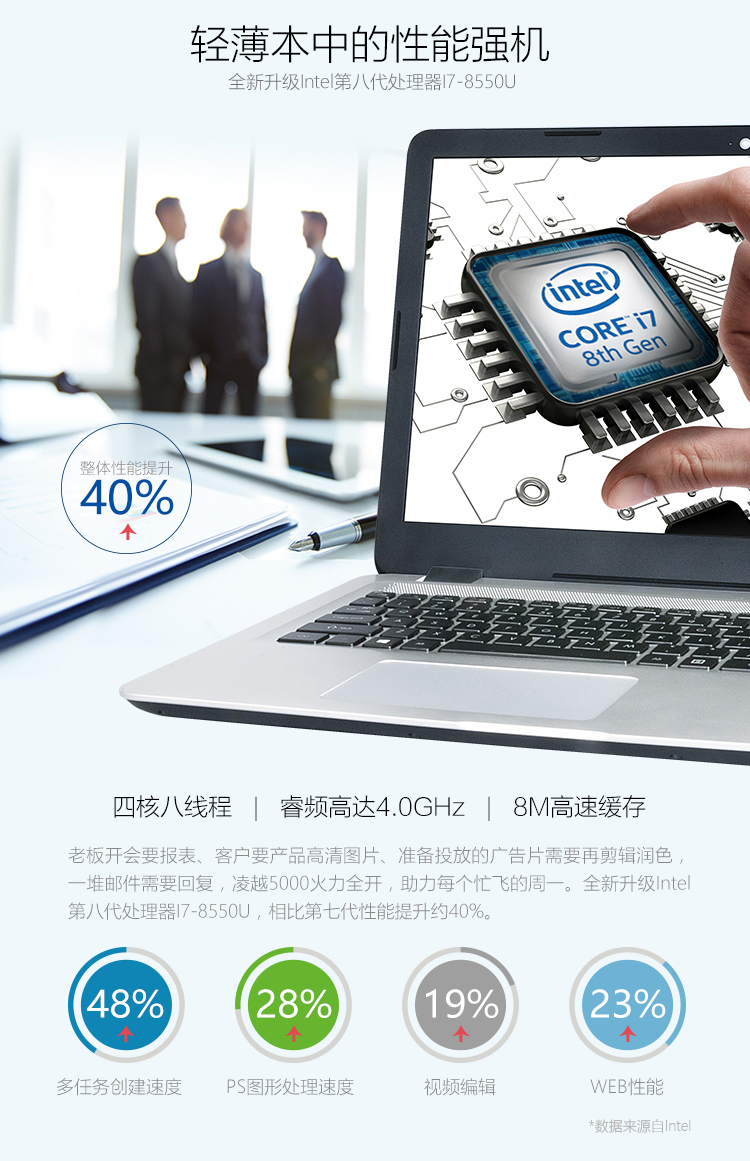 轻薄本中的性能强机
全新升级Intel第八代处理器I7-8550U
intel
CORE™ i7
8th Gen
整体性能提升
40%
四核八线程 | 睿频高达4.0GHz | 8M高速缓存
老板开会要报表、客户要产品高清图片、准备投放的广告片需要再剪辑润色，
一堆邮件需要回复，凌越5000火力全开，助力每个忙飞的周一。全新升级Intel
第八代处理器I7-8550U，相比第七代性能提升约40%。
48% 28% 19% 23%
多任务创建速度 PS图形处理速度 视频编辑 WEB性能
*数据来源自Intel